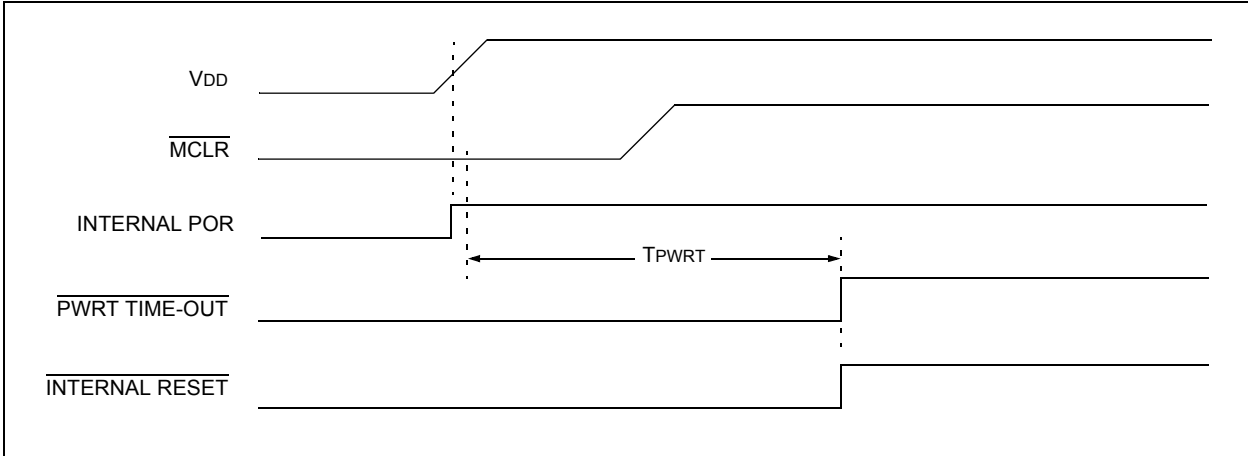 VDD
MCLR
INTERNAL POR
TPWRT
PWRT TIME-OUT
INTERNAL RESET